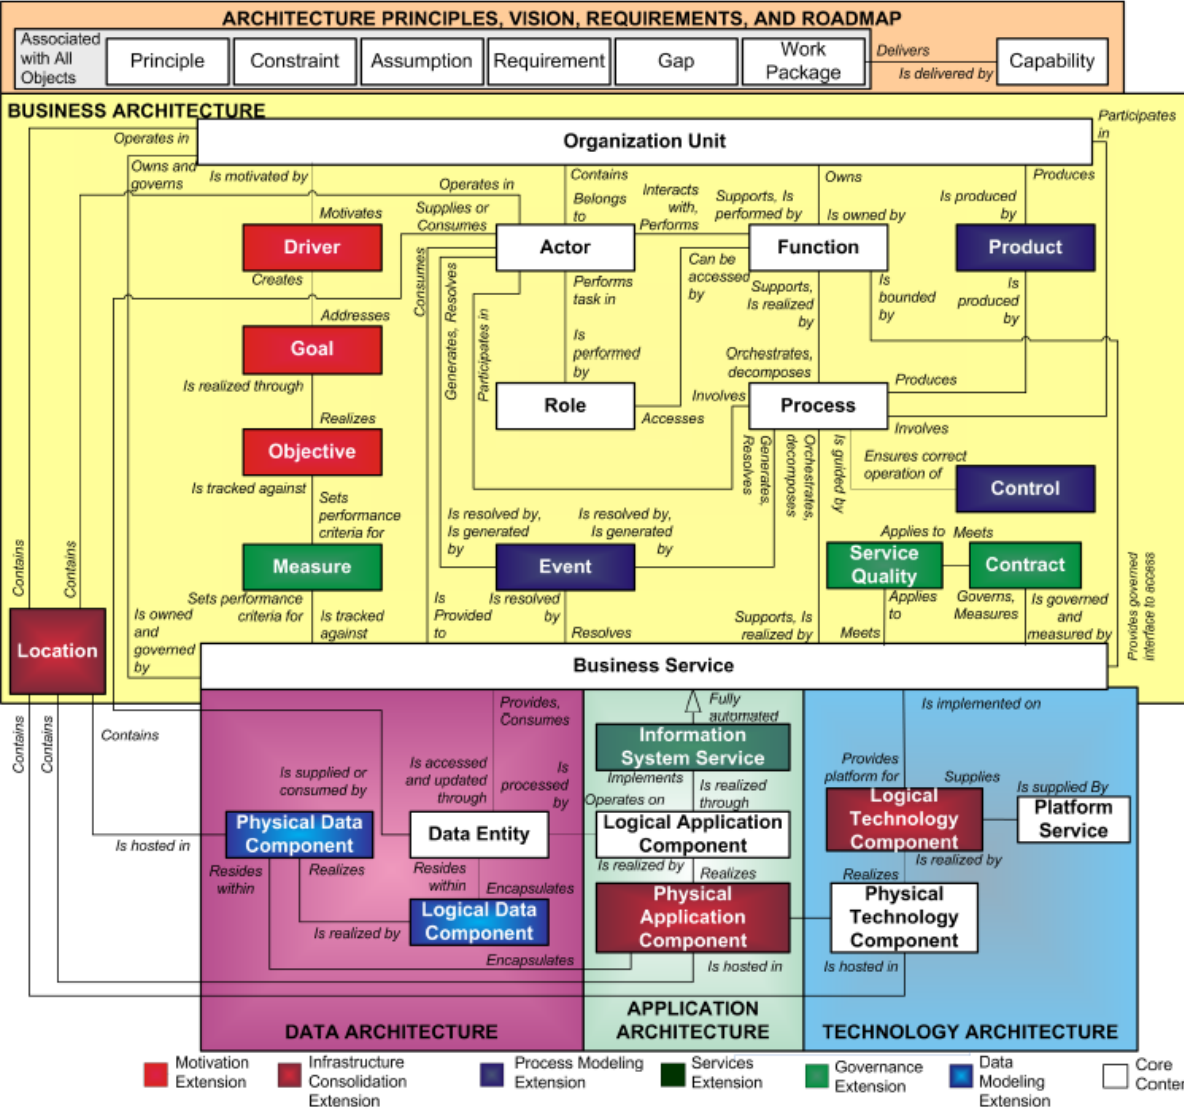 ARCHITECTURE PRINCIPLES, VISION, REQUIREMENTS, AND ROADMAP
Associated
with All
Objects
Principle
Constraint
Assumption
Requirement
Gap
Work
Package
Delivers
Is delivered by
Capability
BUSINESS ARCHITECTURE
Participates
in
Operates in
Organization Unit
Owns and
governs
Is motivated by
Operates in
Contains
Belongs
to
Interacts
with,
Performs
Supports, Is
performed by
Owns
Is owned by
Is produced
by
Produces
Motivates
Supplies or
Consumes
Driver
Actor
Function
Product
Creates
Consumes
Generates, Resolves
Participates in
Performs
task in
Can be
accessed
by
Supports,
Is realized
by
Is
bounded
by
Is
produced
by
Addresses
Goal
Is
performed
by
Orchestrates,
decomposes
Is realized through
Produces
Role
Involves
Process
Accesses
Involves
Realizes
Objective
Is tracked against
Sets
performance
criteria for
Generates,
Resolves
Orchestrates,
decomposes
Is guided by
Ensures correct
operation of
Control
Is resolved by,
Is generated
by
Is resolved by,
Is generated
by
Applies to
Meets
Measure
Event
Service
Quality
Contract
Contains
Contains
Provides governed
interface to access
Sets performance
criteria for
Is tracked
against
Is
Provided
to
Is resolved
by
Resolves
Supports, Is
realized by
Applies
to
Meets
Governs,
Measures
Is governed
and
measured by
Is owned
and
governed
by
Location
Business Service
Contains
Contains
Contains
Provides,
Consumes
Fully
automated
Is implemented on
Information
System Service
Is supplied or
consumed by
Is accessed
and updated
through
Is
processed
by
Implements
Is realized
through
Operates on
Provides
platform for
Supplies
Is supplied By
Physical Data
Component
Data Entity
Logical Application
Component
Logical
Technology
Component
Platform
Service
Is hosted in
Resides
within
Realizes
Resides
within
Encapsulates
Is realized by
Realizes
Is realized by
Realizes
Logical Data
Component
Physical
Application
Component
Physical
Technology
Component
Is realized by
Encapsulates
Is hosted in
Is hosted in
DATA ARCHITECTURE
APPLICATION
ARCHITECTURE
TECHNOLOGY ARCHITECTURE
Motivation
Extension
Infrastructure
Consolidation
Extension
Process Modeling
Extension
Services
Extension
Governance
Extension
Data
Modeling
Extension
Core
Conten